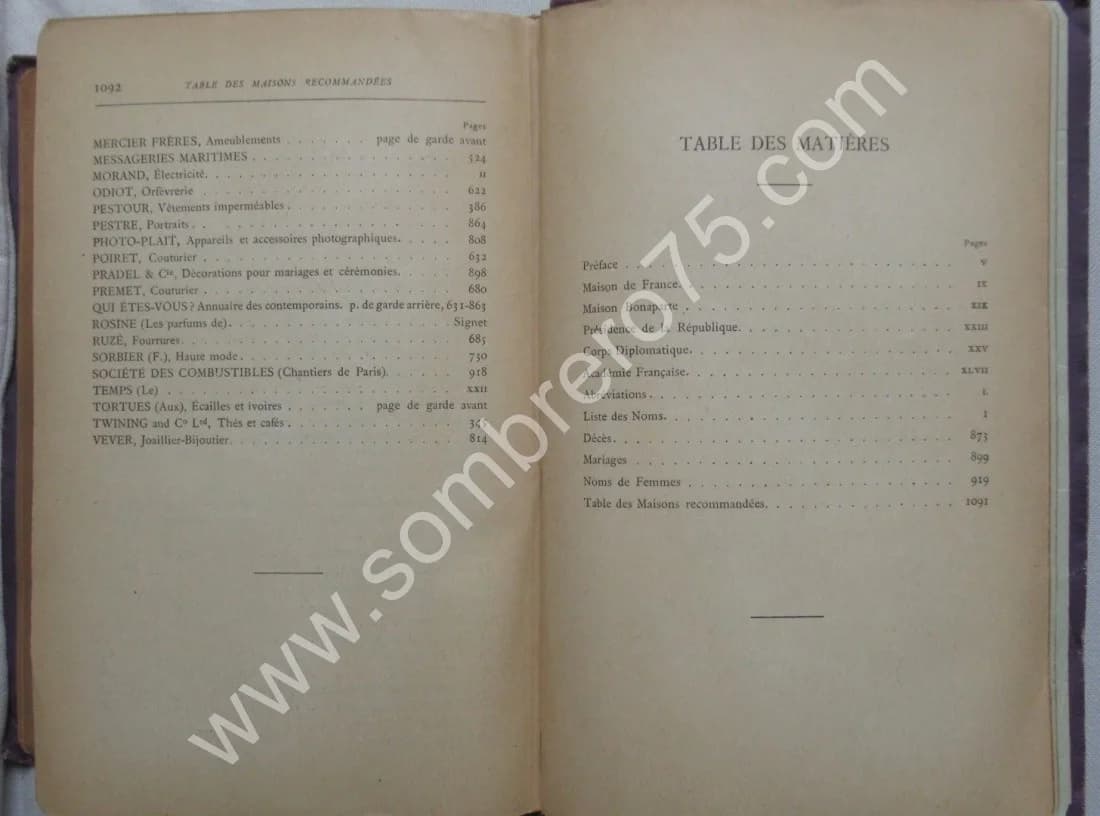 1092 TABLE DES MAISONS RECOMMANDÉES
Pages
MERCIER FRÈRES, Ameublements . . . . . . . page de garde avant
MESSAGERIES MARITIMES . . . . . . . . . . . . . . 524
MORAND, Électricité. . . . . . . . . . . . . . . . . II
ODIOT, Orfèvrerie . . . . . . . . . . . . . . . . . 622
PESTOUR, Vêtements imperméables . . . . . . . . . . . 386
PESTRE, Portraits . . . . . . . . . . . . . . . . . 864
PHOTO-PLAIT, Appareils et accessoires photographiques. . . . . 808
POIRET, Couturier . . . . . . . . . . . . . . . . . 632
PRADEL & Cie, Décorations pour mariages et cérémonies. . . . . 898
PREMET, Couturier . . . . . . . . . . . . . . . . . 680
QUI ÊTES-VOUS? Annuaire des contemporains. p. de garde arrière, 631-863
ROSINE (Les parfums de). . . . . . . . . . . . . . . Signet
RUZÉ, Fourrures. . . . . . . . . . . . . . . . . . 685
SORBIER (F.), Haute mode. . . . . . . . . . . . . . . 730
SOCIÉTÉ DES COMBUSTIBLES (Chantiers de Paris). . . . . . 918
TEMPS (Le) . . . . . . . . . . . . . . . . . . . . XXII
TORTUES (Aux), Écailles et ivoires . . . . . . . page de garde avant
TWINING and Co Lted, Thés et cafés . . . . . . . . . . .
VEVER, Joaillier-Bijoutier. . . . . . . . . . . . . . . 814
TABLE DES MATIÈRES
Pages
Préface . . . . . . . . . . . . . . . . . . . . V
Maison de France. . . . . . . . . . . . . . . . . IX
Maison Bonaparte . . . . . . . . . . . . . . . . XIX
Présidence de la République. . . . . . . . . . . . . XXIII
Corps Diplomatique. . . . . . . . . . . . . . . . XXV
Académie Française. . . . . . . . . . . . . . . . XLVII
Abréviations . . . . . . . . . . . . . . . . . . L
Liste des Noms. . . . . . . . . . . . . . . . . . 1
Décès. . . . . . . . . . . . . . . . . . . . . 873
Mariages . . . . . . . . . . . . . . . . . . . . 899
Noms de Femmes . . . . . . . . . . . . . . . . . 919
Table des Maisons recommandées. . . . . . . . . . . . 1091
www.sombrero75.com